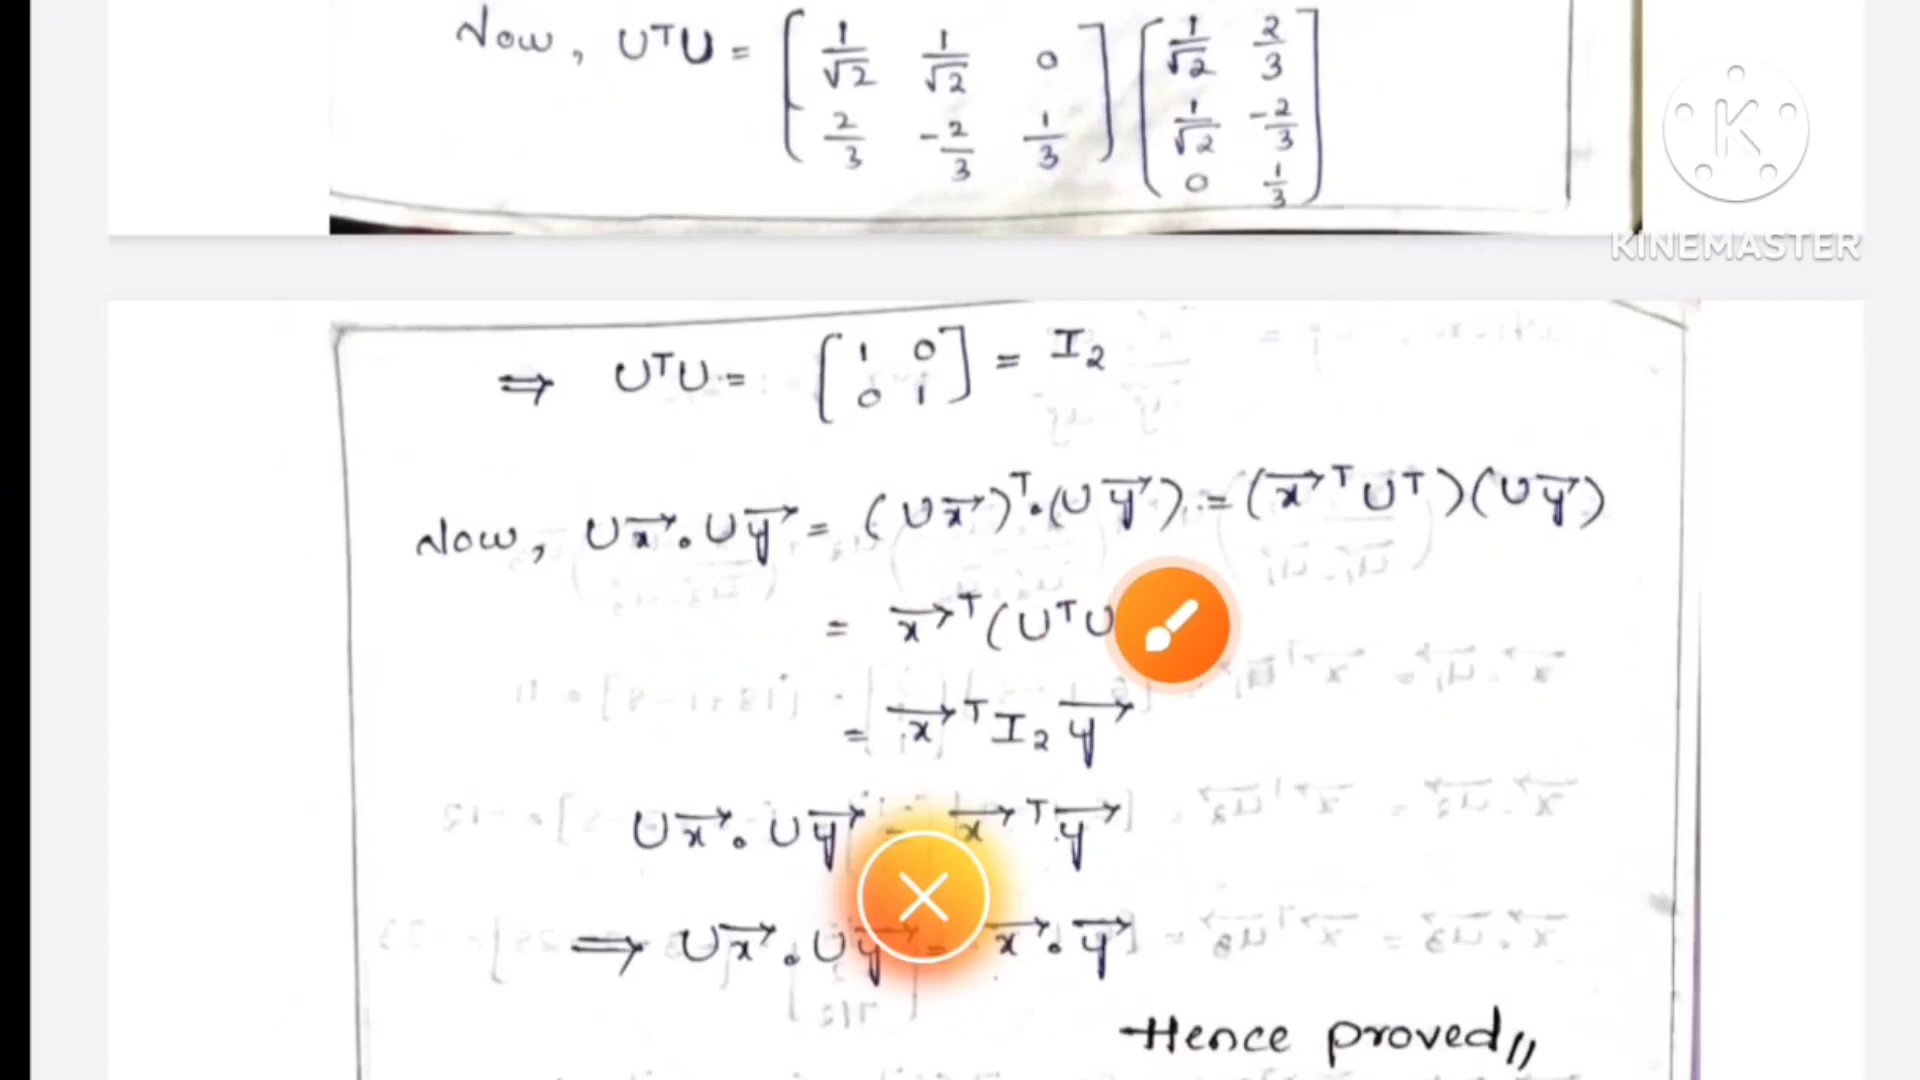 Now, UᵀU = [1/√2 1/√2 0; 2/3 -2/3 1/3] [1/√2 2/3; 1/√2 -2/3; 0 1/3]
K
KINEMASTER
⇒ UᵀU = [1 0; 0 1] = I₂
Now, Ux⃗ . Uy⃗ = (Ux⃗)ᵀ.(Uy⃗) = (x⃗ᵀUᵀ)(Uy⃗)
= x⃗ᵀ(UᵀU
= x⃗ᵀ I₂ y⃗
Ux⃗ . Uy⃗ = x⃗ᵀ y⃗
⇒ Ux⃗ . Uy⃗ = x⃗ . y⃗
Hence proved,,